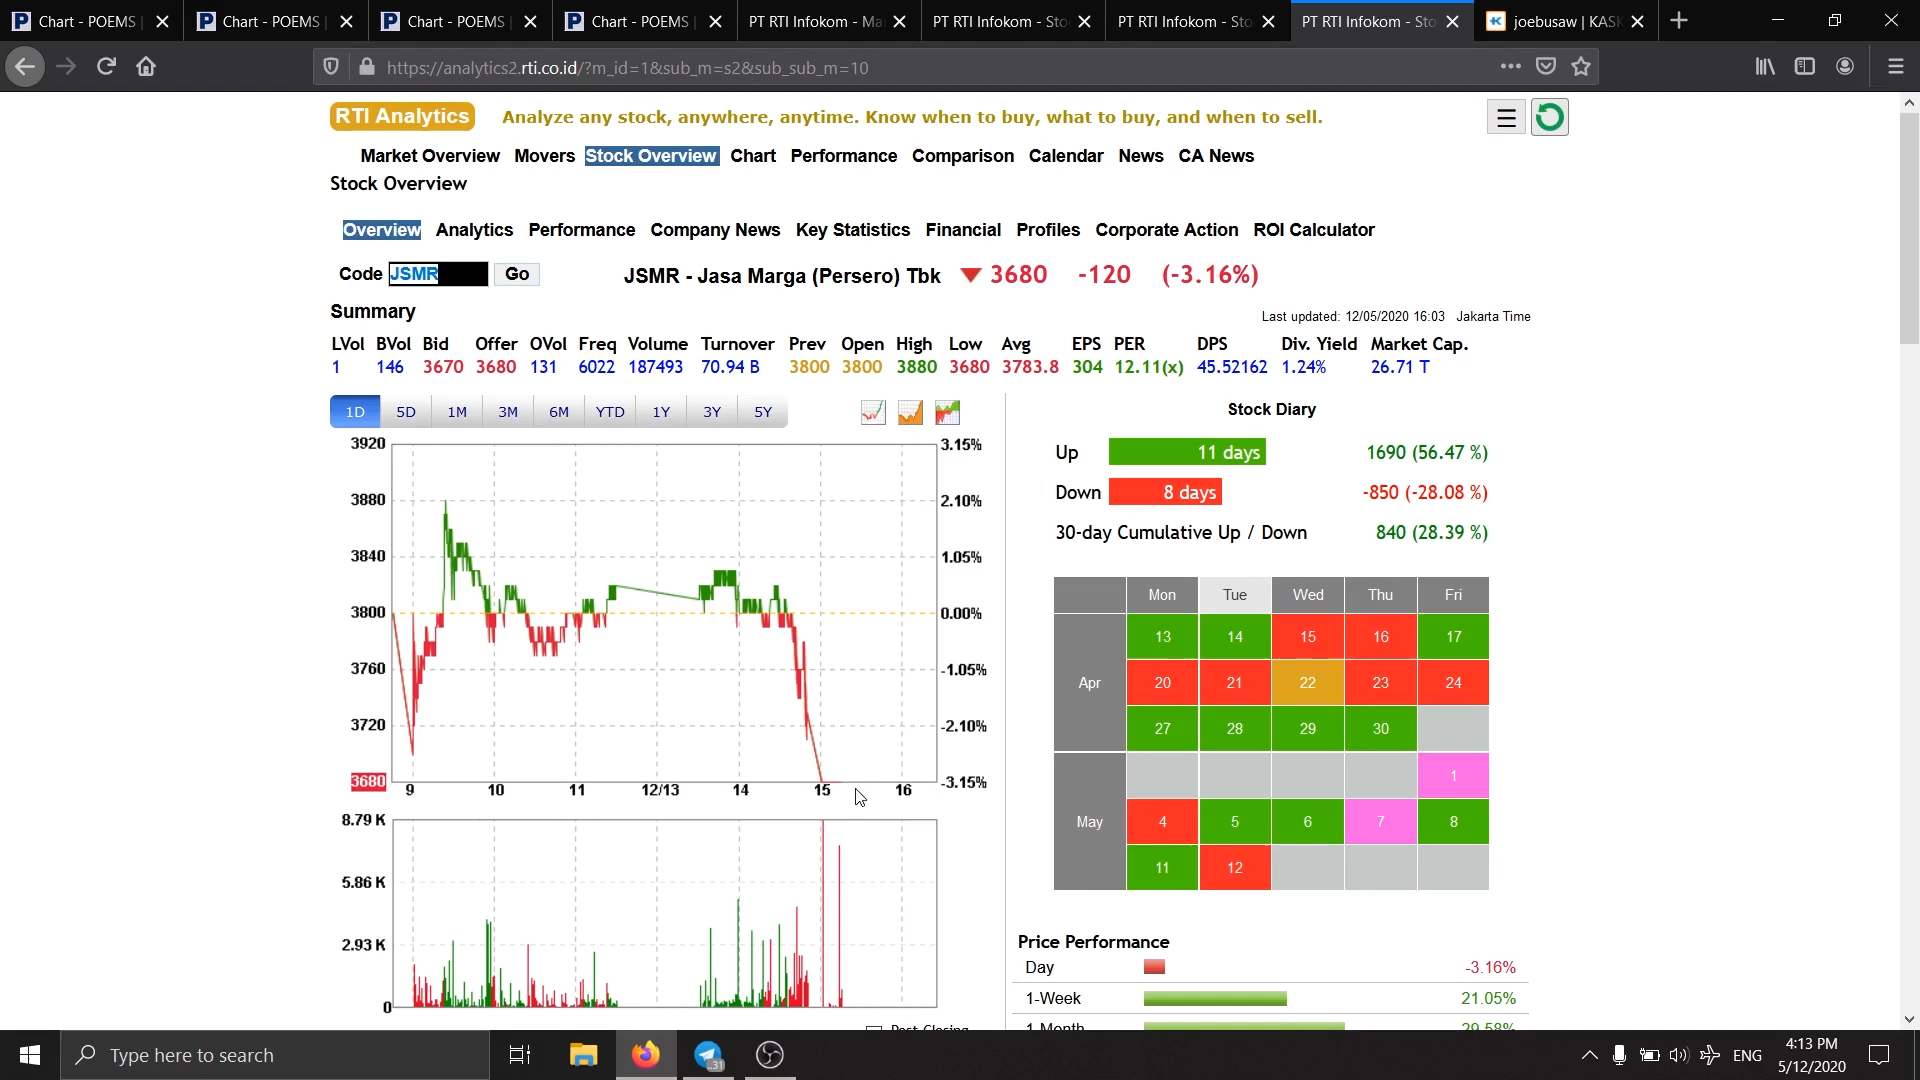 Chart - POEMS
Chart - POEMS
Chart - POEMS
Chart - POEMS
PT RTI Infokom - Ma
PT RTI Infokom - Sto
PT RTI Infokom - Sto
PT RTI Infokom - Sto
joebusaw | KASK
https://analytics2.rti.co.id/?m_id=1&sub_m=s2&sub_sub_m=10
RTI Analytics
Analyze any stock, anywhere, anytime. Know when to buy, what to buy, and when to sell.
Market Overview Movers Stock Overview Chart Performance Comparison Calendar News CA News
Stock Overview
Overview Analytics Performance Company News Key Statistics Financial Profiles Corporate Action ROI Calculator
Code JSMR Go JSMR - Jasa Marga (Persero) Tbk 3680 -120 (-3.16%)
Summary
Last updated: 12/05/2020 16:03 Jakarta Time
LVol BVol Bid Offer OVol Freq Volume Turnover Prev Open High Low Avg EPS PER DPS Div. Yield Market Cap.
1 146 3670 3680 131 6022 187493 70.94 B 3800 3800 3880 3680 3783.8 304 12.11(x) 45.52162 1.24% 26.71 T
1D 5D 1M 3M 6M YTD 1Y 3Y 5Y
3920 3.15%
3880 2.10%
3840 1.05%
3800 0.00%
3760 -1.05%
3720 -2.10%
3680 -3.15%
9 10 11 12/13 14 15 16
8.79 K
5.86 K
2.93 K
0
Post Closing
Stock Diary
Up 11 days 1690 (56.47 %)
Down 8 days -850 (-28.08 %)
30-day Cumulative Up / Down 840 (28.39 %)
Mon Tue Wed Thu Fri
13 14 15 16 17
Apr 20 21 22 23 24
27 28 29 30
1
May 4 5 6 7 8
11 12
Price Performance
Day -3.16%
1-Week 21.05%
1-Month 29.58%
Type here to search
31
ENG
4:13 PM
5/12/2020